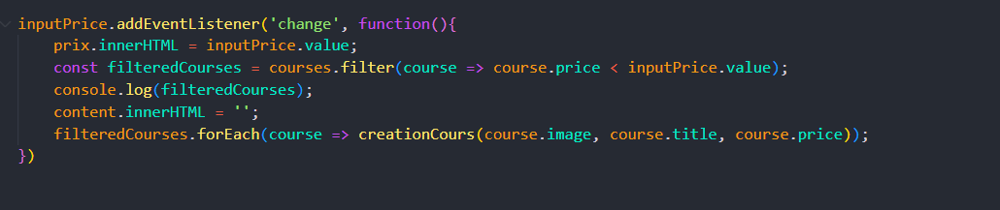 inputPrice.addEventListener('change', function(){
    prix.innerHTML = inputPrice.value;
    const filteredCourses = courses.filter(course => course.price < inputPrice.value);
    console.log(filteredCourses);
    content.innerHTML = '';
    filteredCourses.forEach(course => creationCours(course.image, course.title, course.price));
})